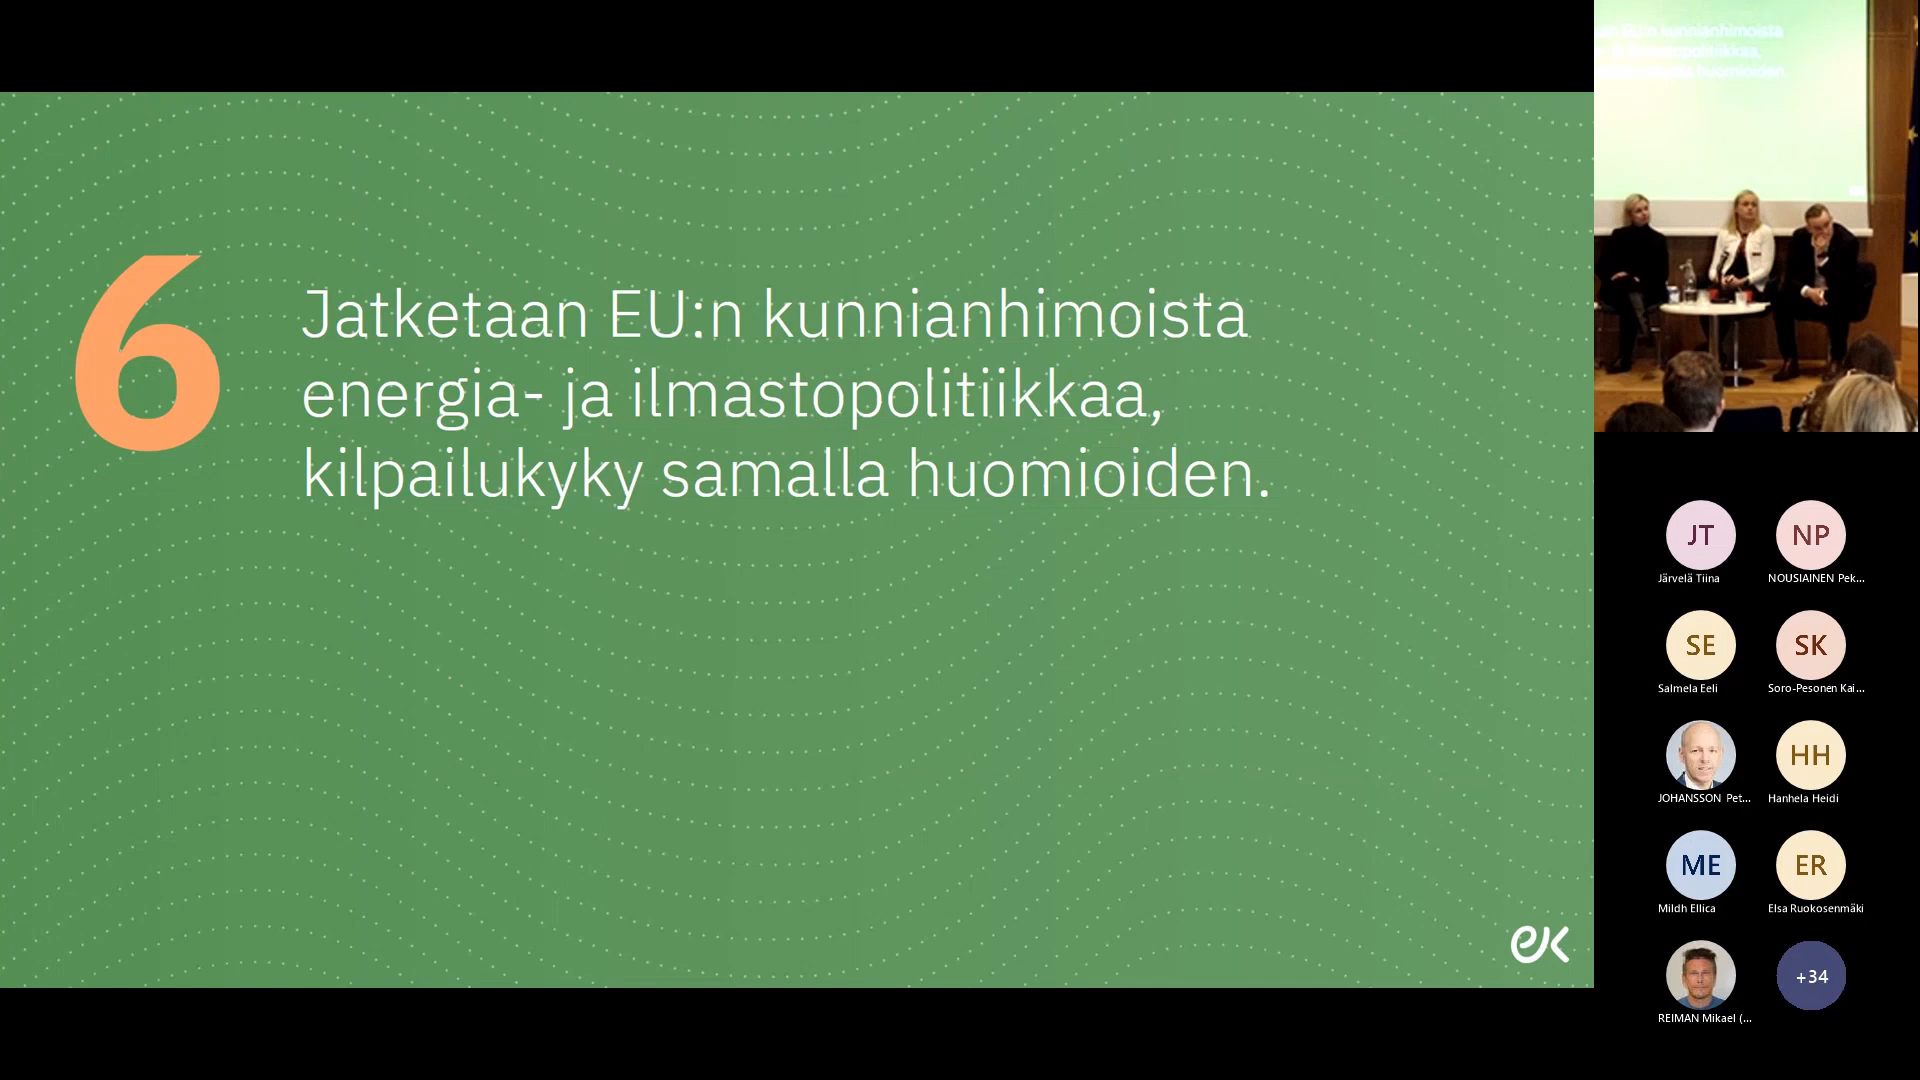 6
Jatketaan EU:n kunnianhimoista
energia- ja ilmastopolitiikkaa,
kilpailukyky samalla huomioiden.
ek
kunnianhimoista
huomioiden.
JT
Järvelä Tiina
NP
NOUSIAINEN Pek...
SE
Salmela Eeli
SK
Soro-Pesonen Kai...
JOHANSSON Pet...
HH
Hanhela Heidi
ME
Mildh Ellica
ER
Elsa Ruokosenmäki
REIMAN Mikael (...
+34